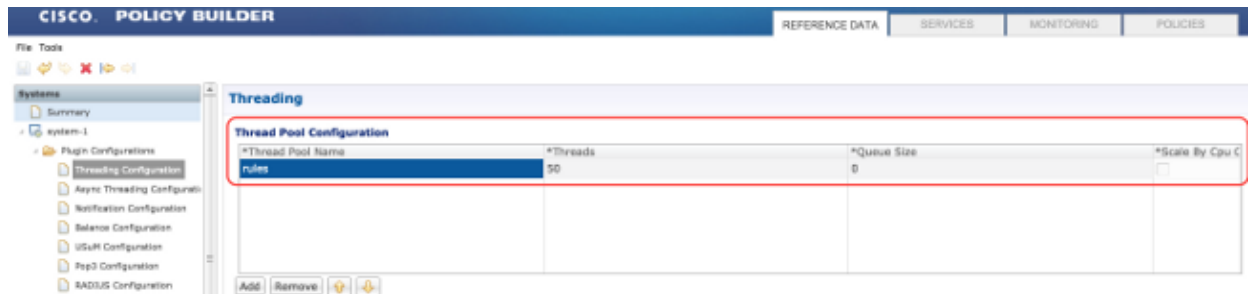 CISCO. POLICY BUILDER
REFERENCE DATA SERVICES MONITORING POLICIES
File Tools
Systems
Summary
system-1
Plugin Configurations
Threading Configuration
Async Threading Configurati
Notification Configuration
Balance Configuration
USuM Configuration
Pop3 Configuration
RADIUS Configuration
Threading
Thread Pool Configuration
*Thread Pool Name *Threads *Queue Size *Scale By Cpu C
rules 50 0
Add Remove